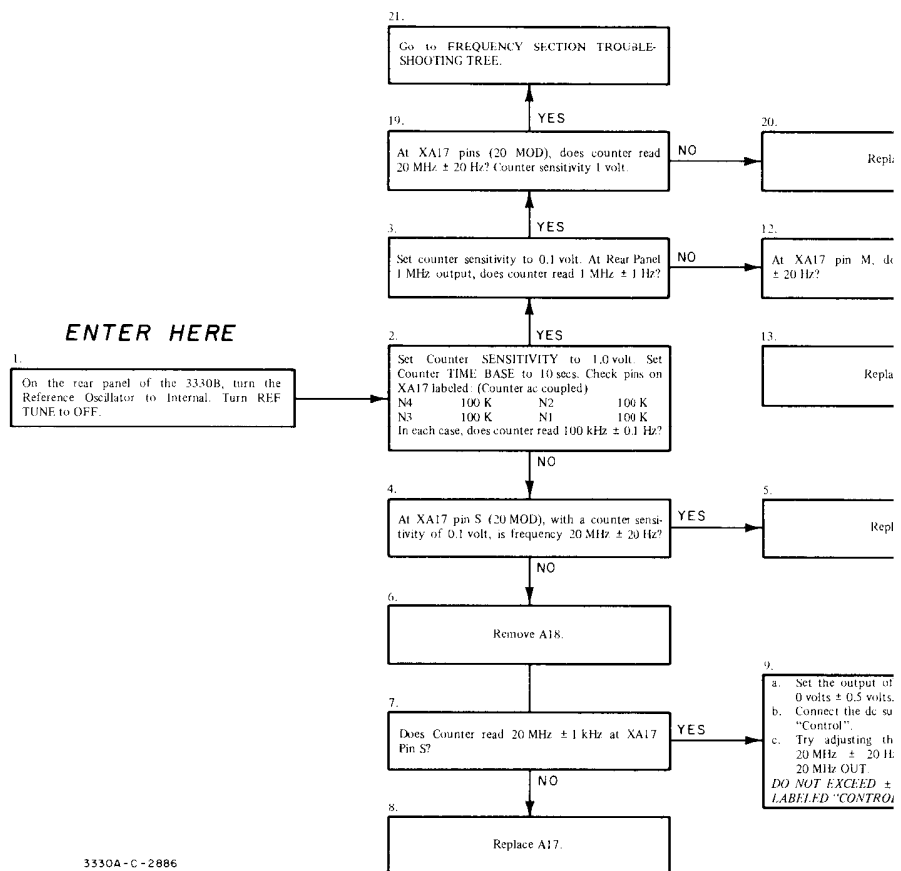 21.
Go to FREQUENCY SECTION TROUBLE-
SHOOTING TREE.
YES
19.
At XA17 pins (20 MOD), does counter read
20 MHz ± 20 Hz? Counter sensitivity 1 volt.
NO
20.
YES
3.
Set counter sensitivity to 0.1 volt. At Rear Panel
1 MHz output, does counter read 1 MHz ± 1 Hz?
NO
12.
At XA17 pin M,
± 20 Hz?
ENTER HERE
YES
1.
On the rear panel of the 3330B, turn the
Reference Oscillator to Internal. Turn REF
TUNE to OFF.
2.
Set Counter SENSITIVITY to 1.0 volt. Set
Counter TIME BASE to 10 secs. Check pins on
XA17 labeled: (Counter ac coupled)
N4 100 K N2 100 K
N3 100 K N1 100 K
In each case, does counter read 100 kHz ± 0.1 Hz?
13.
NO
4.
At XA17 pin S (20 MOD), with a counter sensi-
tivity of 0.1 volt, is frequency 20 MHz ± 20 Hz?
YES
5.
NO
6.
Remove A18.
7.
Does Counter read 20 MHz ± 1 kHz at XA17
Pin S?
YES
9.
a. Set the output of
0 volts ± 0.5 volts.
b. Connect the dc
"Control".
c. Try adjusting
20 MHz ± 20
20 MHz OUT.
DO NOT EXCEED ±
LABELED
NO
8.
Replace A17.
3330A-C-2886